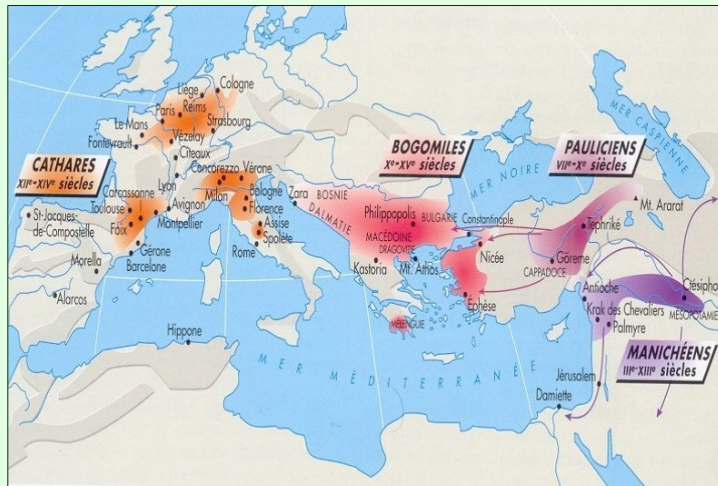 Liège
Cologne
Paris
Reims
Le Mans
Strasbourg
Fontevrault
Vézelay
Cîteaux
CATHARES
XIIe-XIVe siècles
Concorezzo
Vérone
Lyon
Milan
Bologne
Carcassonne
Toulouse
Avignon
Florence
St-Jacques-
de-Compostelle
Foix
Montpellier
Assise
Spolète
Gérone
Rome
Morella
Barcelone
Alarcos
Hippone
Zara
BOSNIE
DALMATIE
BOGOMILES
Xe-XVe siècles
Philippopolis
BULGARIE
MACÉDOINE
DRAGOVITIE
Kastoria
Mt. Athos
MÉLENGUIE
MER NOIRE
Constantinople
Nicée
Éphèse
PAULICIENS
VIIe-Xe siècles
MER CASPIENNE
Mt. Ararat
Téphriké
Göreme
CAPPADOCE
Antioche
Ctésiphon
MÉSOPOTAMIE
Krak des Chevaliers
Palmyre
MANICHÉENS
IIIe-XIIIe siècles
Jérusalem
Damiette
MER MÉDITERRANÉE